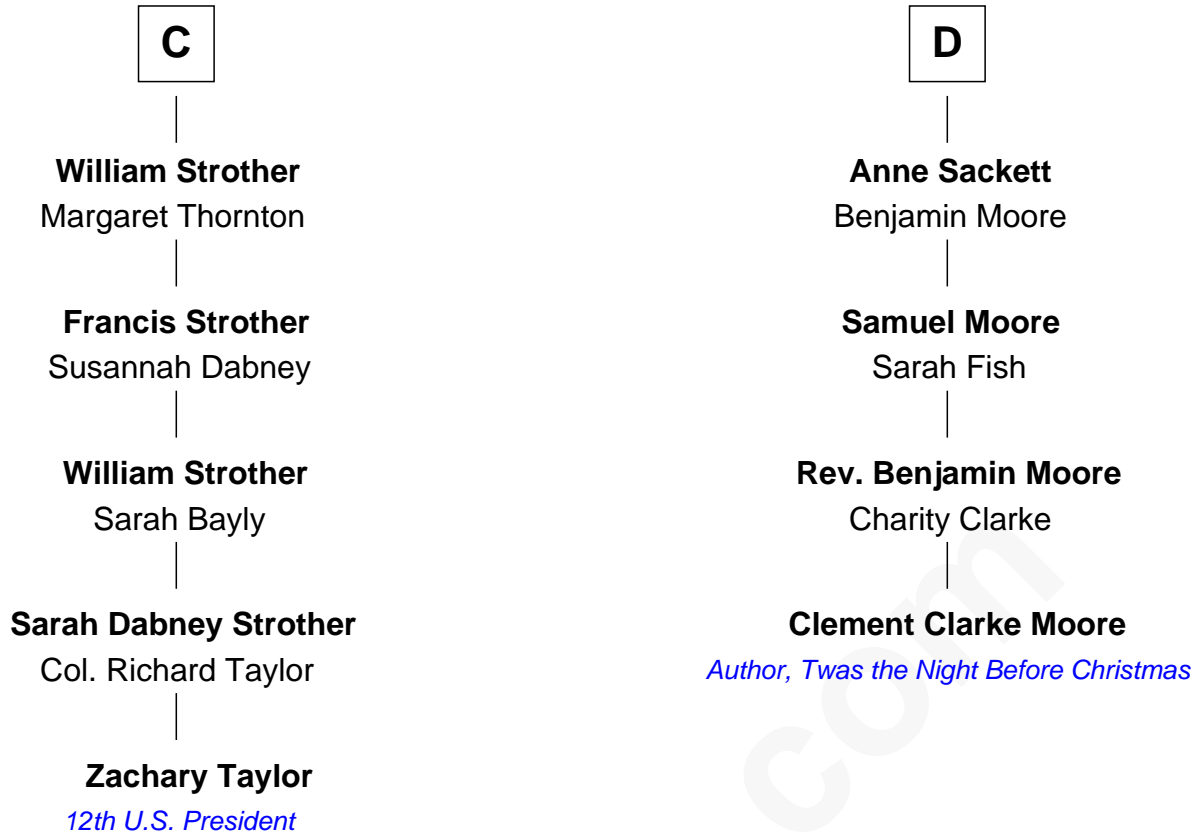 C
William Strother
Margaret Thornton
Francis Strother
Susannah Dabney
William Strother
Sarah Bayly
Sarah Dabney Strother
Col. Richard Taylor
Zachary Taylor
12th U.S. President
D
Anne Sackett
Benjamin Moore
Samuel Moore
Sarah Fish
Rev. Benjamin Moore
Charity Clarke
Clement Clarke Moore
Author, Twas the Night Before Christmas
com